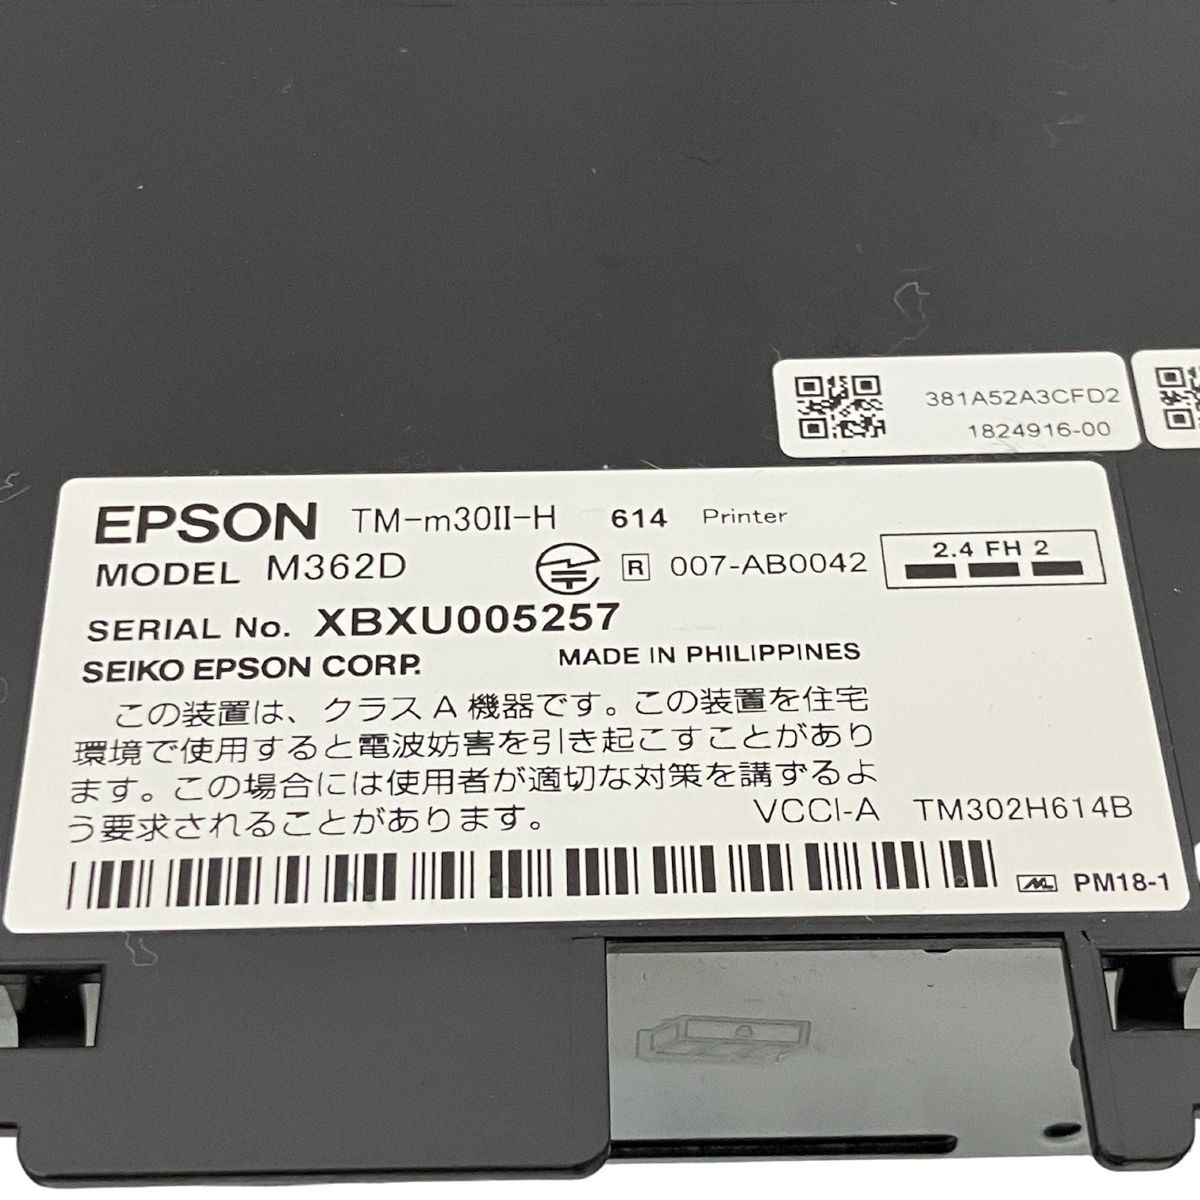 381A52A3CFD2
1824916-00
EPSON TM-m30II-H 614 Printer
MODEL M362D R 007-AB0042 2.4 FH 2
SERIAL No. XBXU005257
SEIKO EPSON CORP. MADE IN PHILIPPINES
この装置は、クラス A 機器です。この装置を住宅
環境で使用すると電波妨害を引き起こすことがあり
ます。この場合には使用者が適切な対策を講ずるよ
う要求されることがあります。
VCCI-A TM302H614B
PM18-1